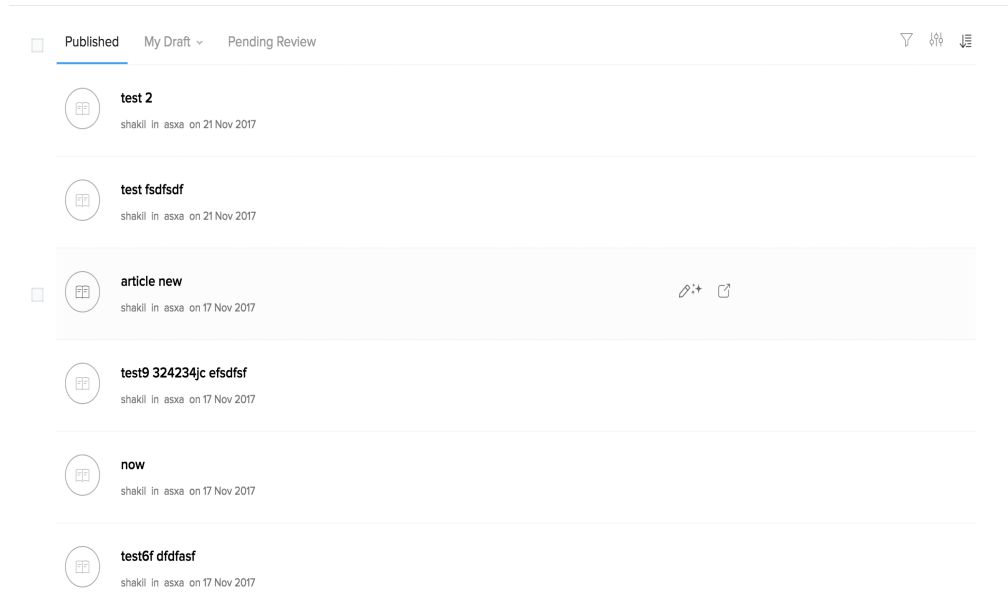 Published My Draft Pending Review
test 2
shakil in asxa on 21 Nov 2017
test fsdfsdf
shakil in asxa on 21 Nov 2017
article new
shakil in asxa on 17 Nov 2017
test9 324234jc efsdfsf
shakil in asxa on 17 Nov 2017
now
shakil in asxa on 17 Nov 2017
test6f dfdfasf
shakil in asxa on 17 Nov 2017